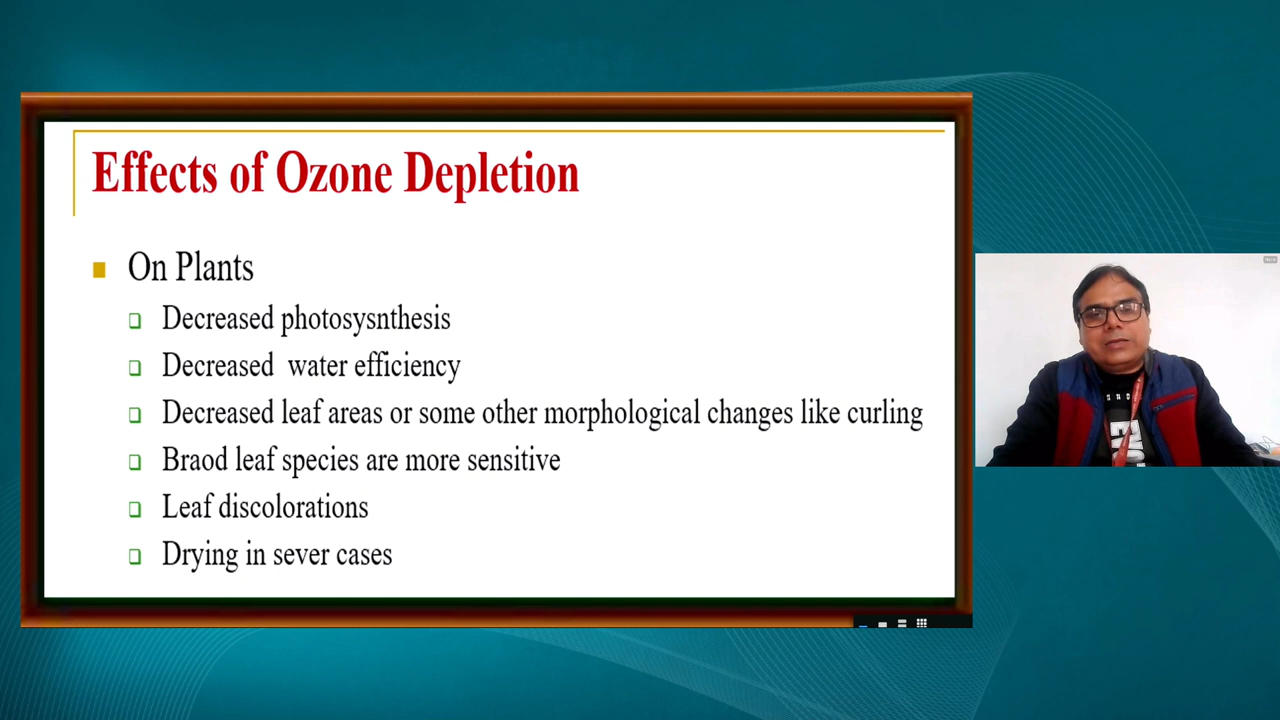 Effects of Ozone Depletion
On Plants
Decreased photosysnthesis
Decreased water efficiency
Decreased leaf areas or some other morphological changes like curling
Braod leaf species are more sensitive
Leaf discolorations
Drying in sever cases